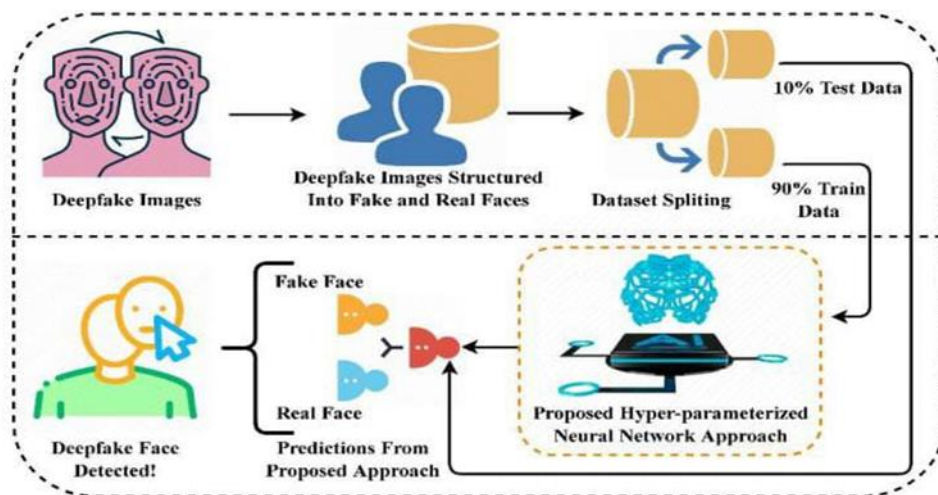 Deepfake Images
Deepfake Images Structured
Into Fake and Real Faces
Dataset Spliting
10% Test Data
90% Train
Data
Fake Face
Real Face
Deepfake Face
Detected!
Predictions From
Proposed Approach
AI
Proposed Hyper-parameterized
Neural Network Approach